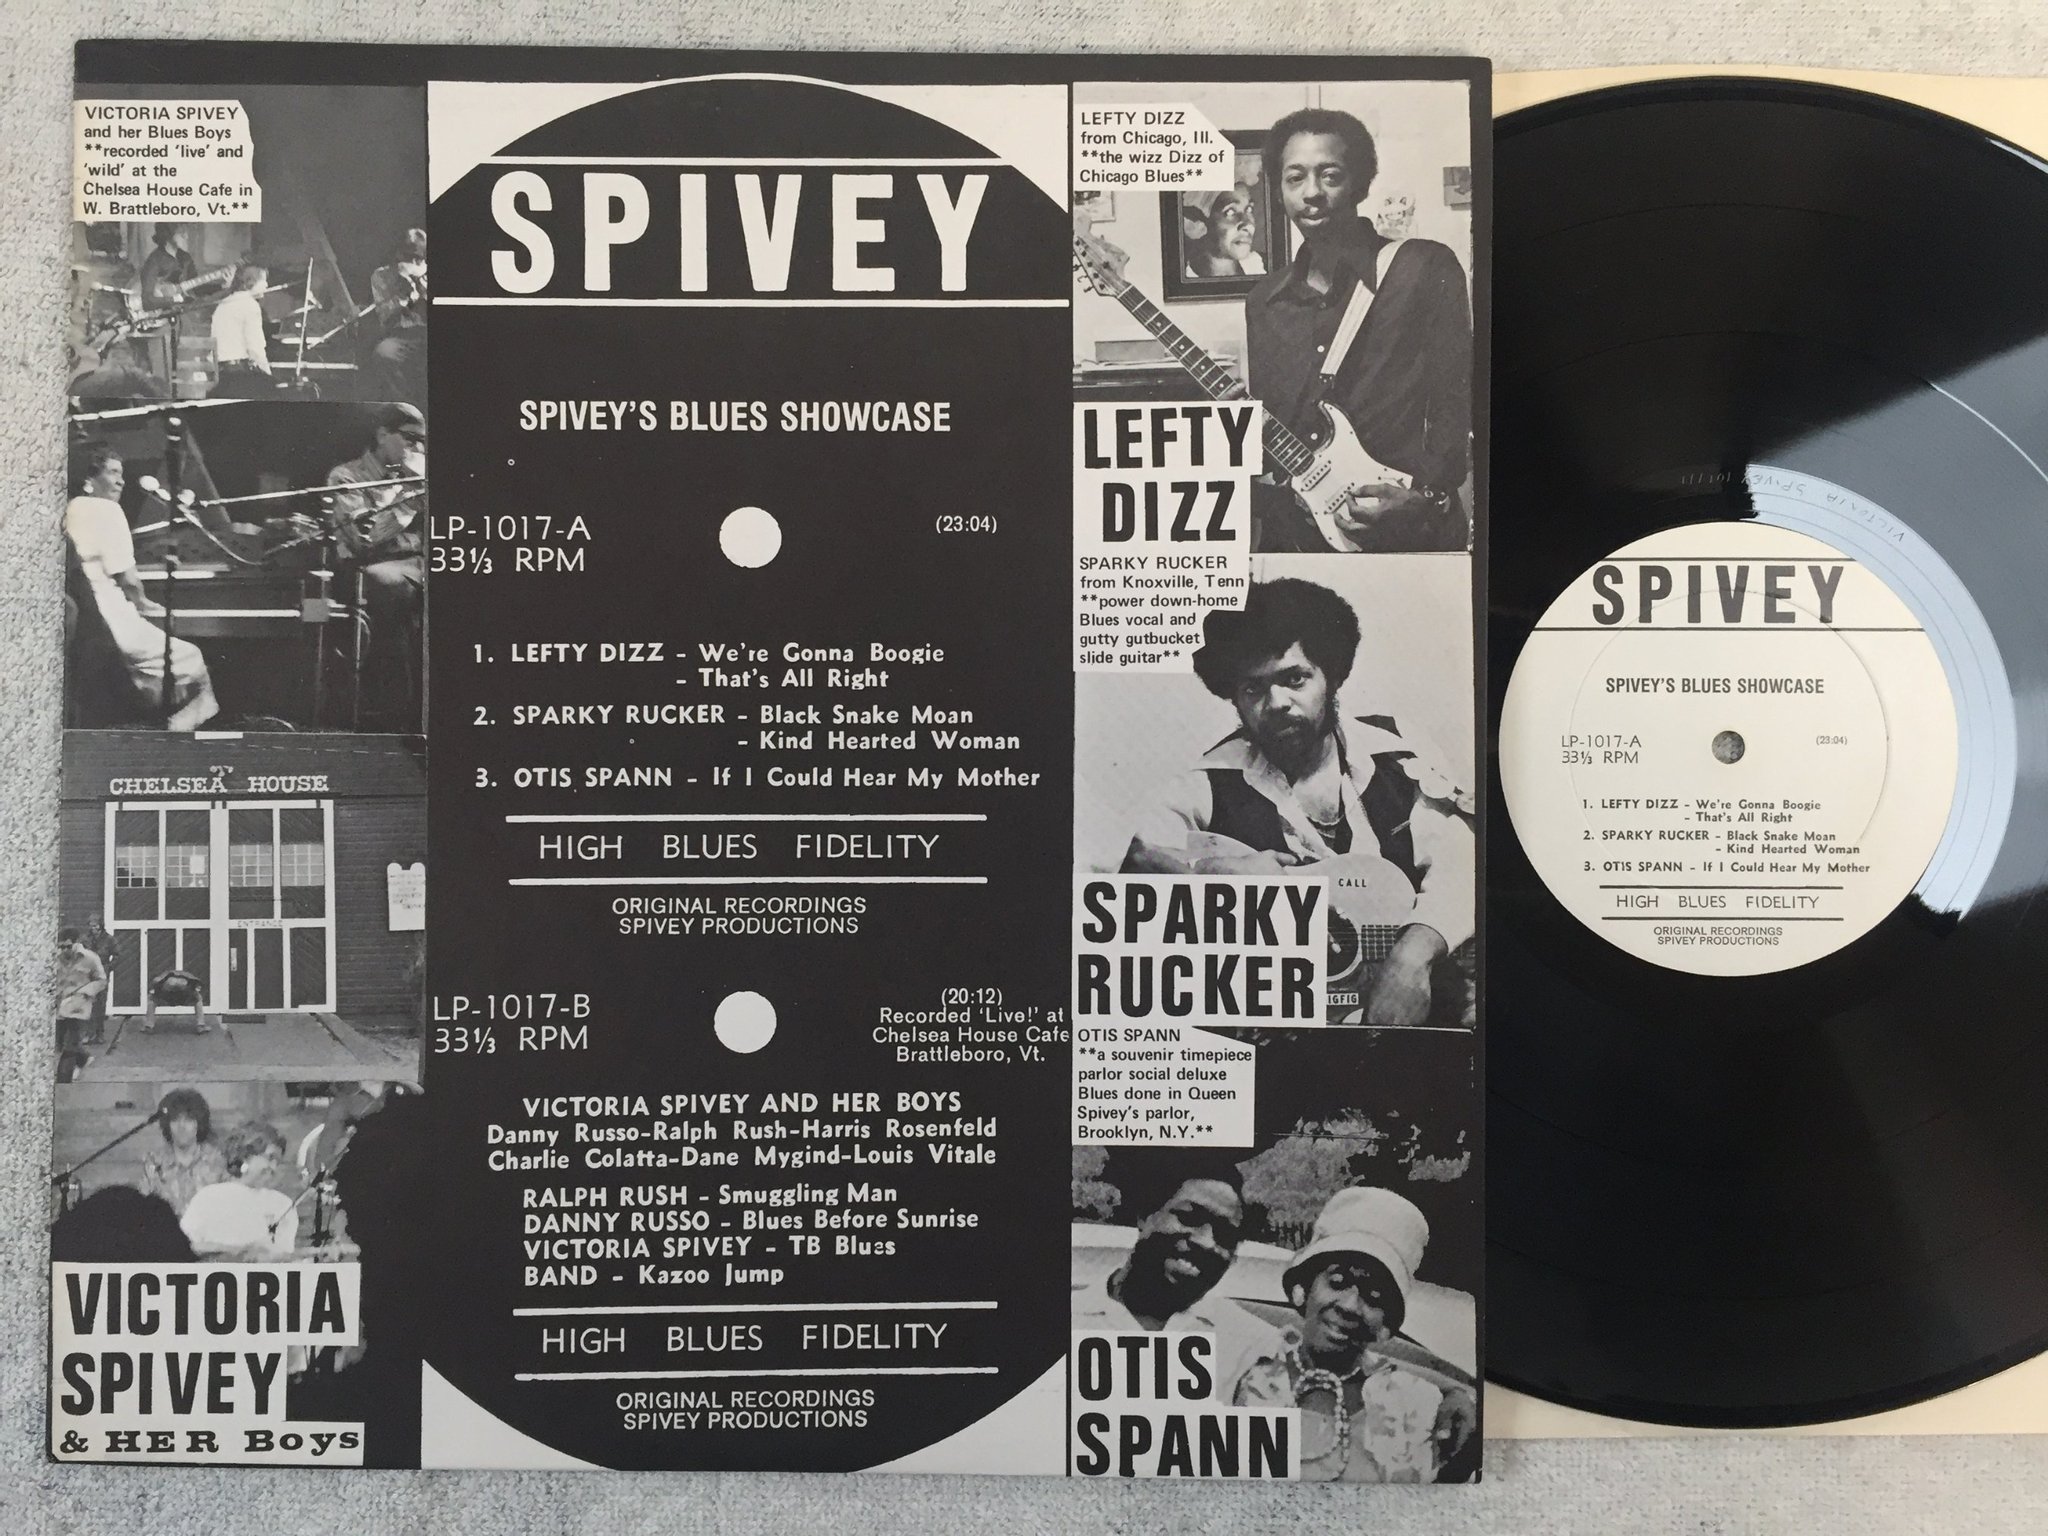 VICTORIA SPIVEY
and her Blues Boys
**recorded 'live' and
'wild' at the
Chelsea House Cafe in
W. Brattleboro, Vt.**
CHELSEA HOUSE
ENTRANCE
VICTORIA
SPIVEY
& HER Boys
SPIVEY
SPIVEY'S BLUES SHOWCASE
LP-1017-A
33⅓ RPM
(23:04)
1. LEFTY DIZZ - We're Gonna Boogie
- That's All Right
2. SPARKY RUCKER - Black Snake Moan
- Kind Hearted Woman
3. OTIS SPANN - If I Could Hear My Mother
HIGH BLUES FIDELITY
ORIGINAL RECORDINGS
SPIVEY PRODUCTIONS
LP-1017-B
33⅓ RPM
(20:12)
Recorded 'Live!' at
Chelsea House Cafe
Brattleboro, Vt.
VICTORIA SPIVEY AND HER BOYS
Danny Russo-Ralph Rush-Harris Rosenfeld
Charlie Colatta-Dane Mygind-Louis Vitale
RALPH RUSH - Smuggling Man
DANNY RUSSO - Blues Before Sunrise
VICTORIA SPIVEY - TB Blues
BAND - Kazoo Jump
HIGH BLUES FIDELITY
ORIGINAL RECORDINGS
SPIVEY PRODUCTIONS
LEFTY DIZZ
from Chicago, Ill.
**the wizz Dizz of
Chicago Blues**
LEFTY
DIZZ
SPARKY RUCKER
from Knoxville, Tenn
**power down-home
Blues vocal and
gutty gutbucket
slide guitar**
CALL
SPARKY
RUCKER
IGFIG
OTIS SPANN
**a souvenir timepiece
parlor social deluxe
Blues done in Queen
Spivey's parlor,
Brooklyn, N.Y.**
OTIS
SPANN
VICTORIA SPIVEY
SPIVEY
SPIVEY'S BLUES SHOWCASE
LP-1017-A
33⅓ RPM
(23:04)
1. LEFTY DIZZ - We're Gonna Boogie
- That's All Right
2. SPARKY RUCKER - Black Snake Moan
- Kind Hearted Woman
3. OTIS SPANN - If I Could Hear My Mother
HIGH BLUES FIDELITY
ORIGINAL RECORDINGS
SPIVEY PRODUCTIONS